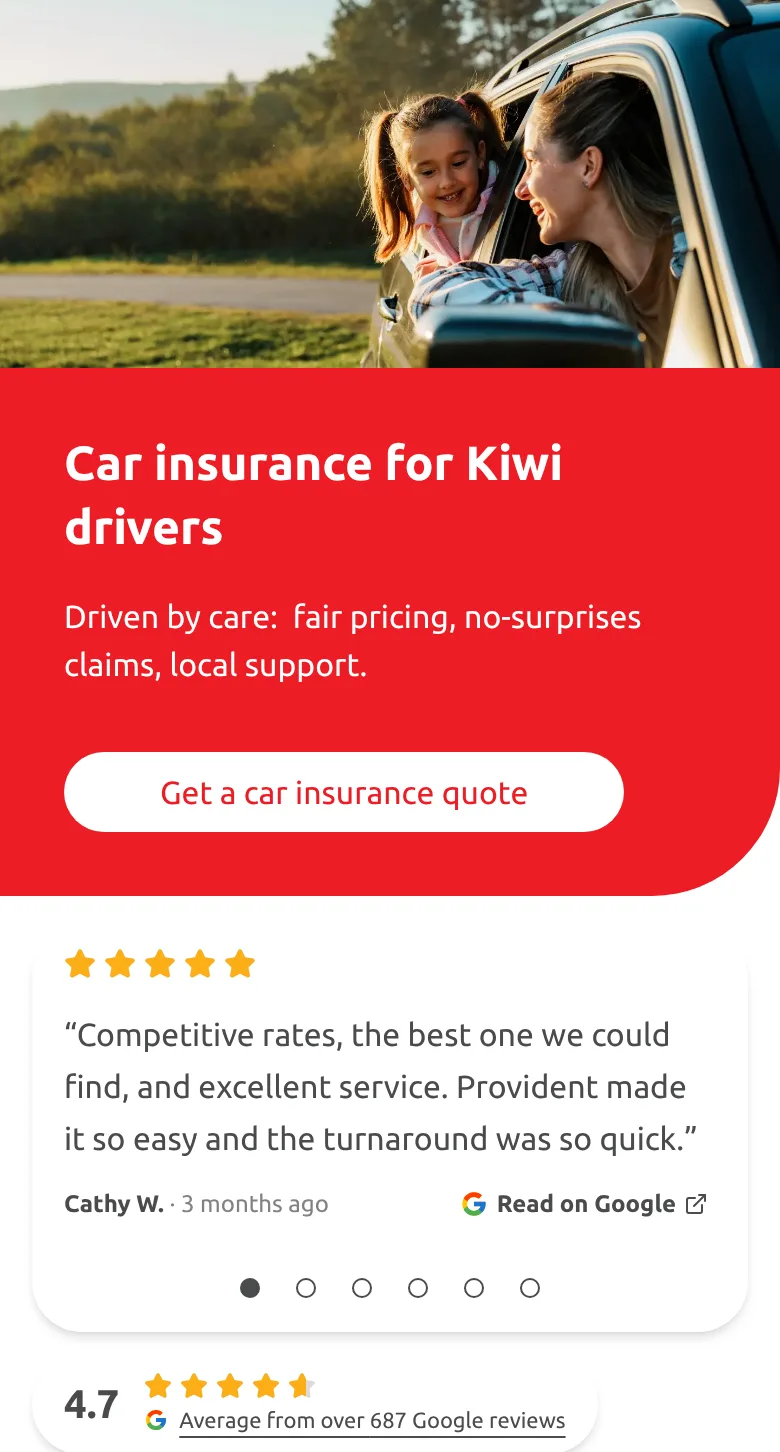 Car insurance for Kiwi
drivers
Driven by care:  fair pricing, no-surprises
claims, local support.
Get a car insurance quote
“Competitive rates, the best one we could
find, and excellent service. Provident made
it so easy and the turnaround was so quick.”
Cathy W. · 3 months ago
Read on Google
4.7
Average from over 687 Google reviews